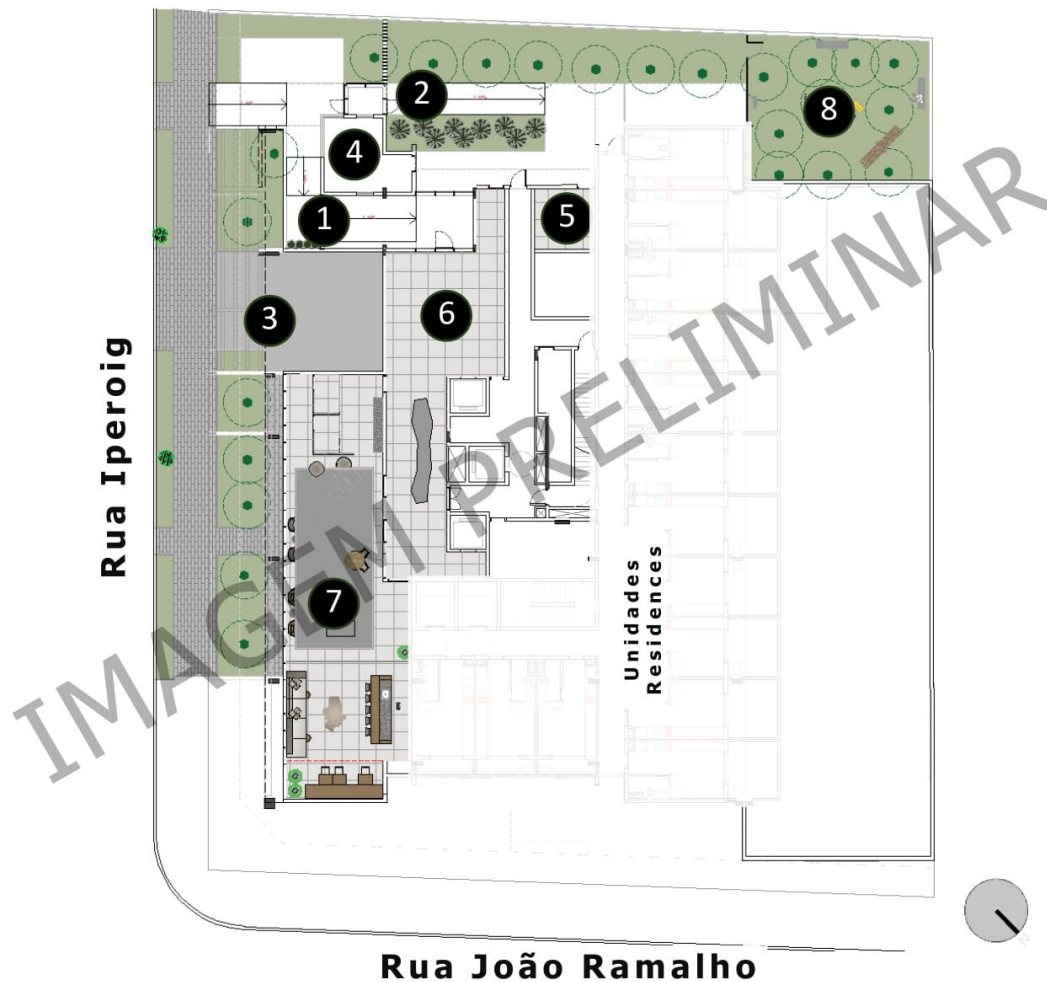 2
8
4
5
1
3
6
Rua Iperoig
IMAGEM PRELIMINAR
7
Unidades
Residences
N
Rua João Ramalho